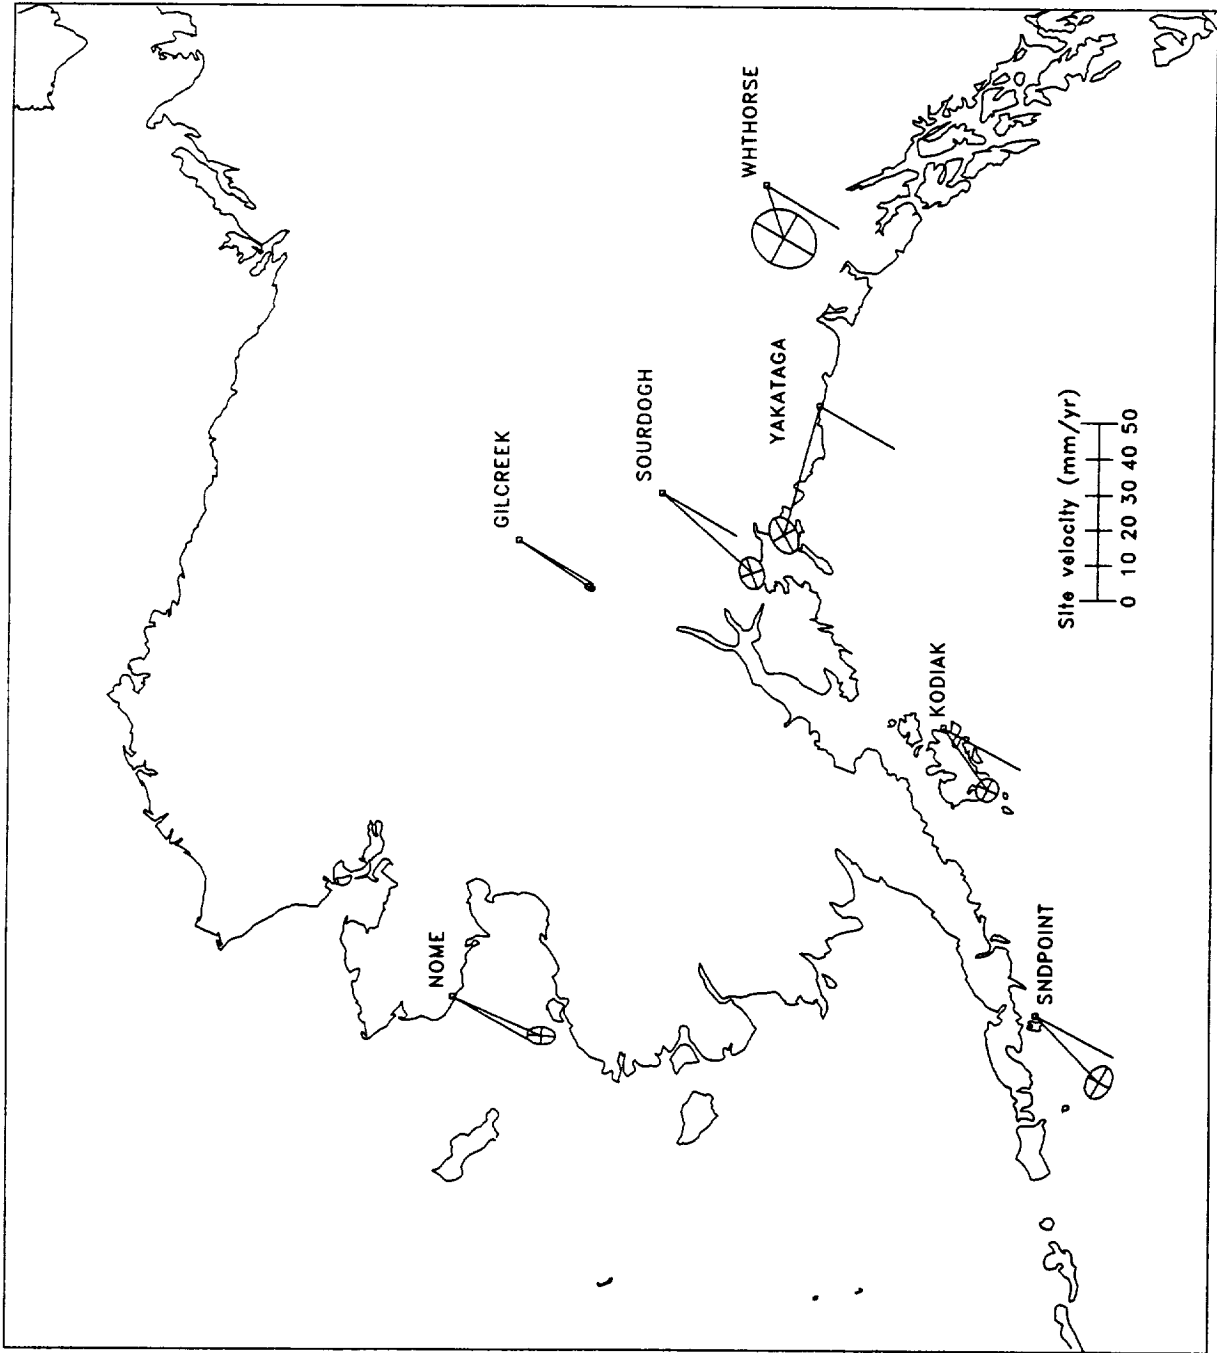 WHTHORSE
YAKATAGA
SOURDOGH
GILCREEK
KODIAK
NOME
SNDPOINT
Site velocity (mm/yr)
0 10 20 30 40 50